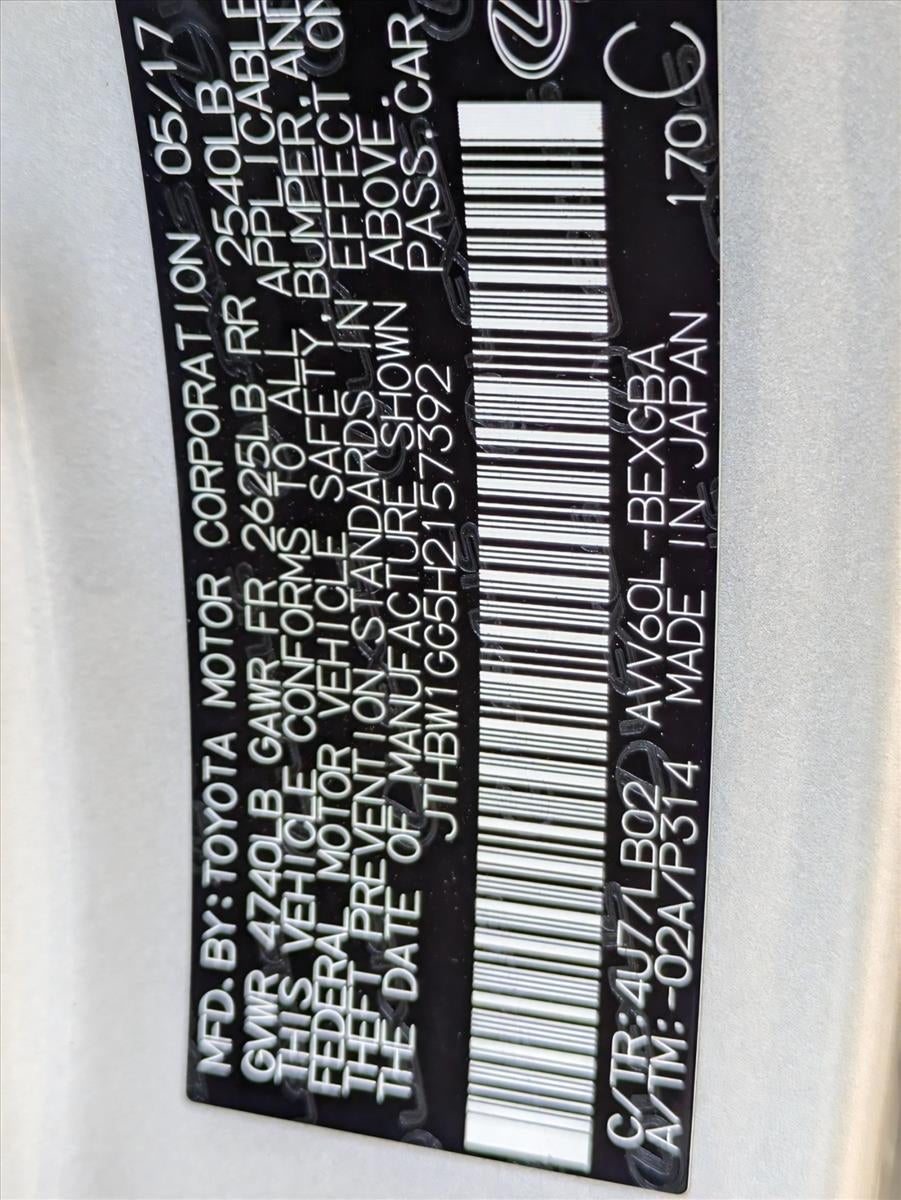 MFD.BY:TOYOTA MOTOR CORPORATION 05/17
GVWR 4740LB GAWR FR 2625LB RR 2540LB
THIS VEHICLE CONFORMS TO ALL APPLICABLE
FEDERAL MOTOR VEHICLE SAFETY, BUMPER, AND
THEFT PREVENTION STANDARDS IN EFFECT ON
THE DATE OF MANUFACTURE SHOWN ABOVE.
JTHBW1GG5H2157392 PASS.CAR
C/TR:4U7/LB02 AVV60L-BEXGBA
A/TM:-02A/P314 MADE IN JAPAN 170 C